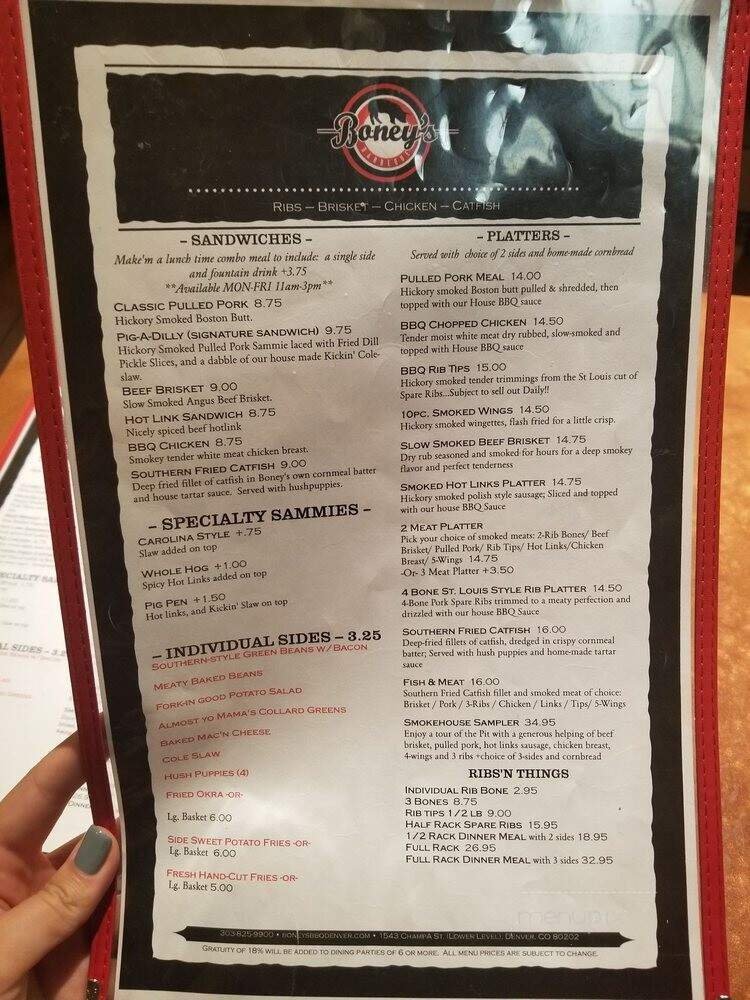 Boney's
BARBEQUE
RIBS – BRISKET – CHICKEN – CATFISH
– SANDWICHES –
Make'm a lunch time combo meal to include: a single side
and fountain drink +3.75
**Available MON-FRI 11am-3pm**
CLASSIC PULLED PORK 8.75
Hickory Smoked Boston Butt.
PIG-A-DILLY (SIGNATURE SANDWICH) 9.75
Hickory Smoked Pulled Pork Sammie laced with Fried Dill
Pickle Slices, and a dabble of our house made Kickin' Cole-
slaw.
BEEF BRISKET 9.00
Slow Smoked Angus Beef Brisket.
HOT LINK SANDWICH 8.75
Nicely spiced beef hotlink
BBQ CHICKEN 8.75
Smokey tender white meat chicken breast.
SOUTHERN FRIED CATFISH 9.00
Deep fried fillet of catfish in Boney's own cornmeal batter
and house tartar sauce. Served with hushpuppies.
– SPECIALTY SAMMIES –
CAROLINA STYLE +.75
Slaw added on top
WHOLE HOG +1.00
Spicy Hot Links added on top
PIG PEN +1.50
Hot links, and Kickin' Slaw on top
– INDIVIDUAL SIDES – 3.25
SOUTHERN-STYLE GREEN BEANS W/BACON
MEATY BAKED BEANS
FORK-IN GOOD POTATO SALAD
ALMOST YO MAMA'S COLLARD GREENS
BAKED MAC'N CHEESE
COLE SLAW
HUSH PUPPIES (4)
FRIED OKRA -OR-
Lg. Basket 6.00
SIDE SWEET POTATO FRIES -OR-
Lg. Basket 6.00
FRESH HAND-CUT FRIES -OR-
Lg. Basket 5.00
– PLATTERS –
Served with choice of 2 sides and home-made cornbread
PULLED PORK MEAL 14.00
Hickory smoked Boston butt pulled & shredded, then
topped with our House BBQ sauce
BBQ CHOPPED CHICKEN 14.50
Tender moist white meat dry rubbed, slow-smoked and
topped with House BBQ sauce
BBQ RIB TIPS 15.00
Hickory smoked tender trimmings from the St Louis cut of
Spare Ribs...Subject to sell out Daily!!
10PC. SMOKED WINGS 14.50
Hickory smoked wingettes, flash fried for a little crisp.
SLOW SMOKED BEEF BRISKET 14.75
Dry rub seasoned and smoked for hours for a deep smokey
flavor and perfect tenderness
SMOKED HOT LINKS PLATTER 14.75
Hickory smoked polish style sausage; Sliced and topped
with our house BBQ Sauce
2 MEAT PLATTER
Pick your choice of smoked meats: 2-Rib Bones/ Beef
Brisket/ Pulled Pork/ Rib Tips/ Hot Links/Chicken
Breast/ 5-Wings 14.75
-Or- 3 Meat Platter +3.50
4 BONE ST. LOUIS STYLE RIB PLATTER 14.50
4-Bone Pork Spare Ribs trimmed to a meaty perfection and
drizzled with our house BBQ Sauce
SOUTHERN FRIED CATFISH 16.00
Deep-fried fillets of catfish, dredged in crispy cornmeal
batter; Served with hush puppies and home-made tartar
sauce
FISH & MEAT 16.00
Southern Fried Catfish fillet and smoked meat of choice:
Brisket / Pork / 3-Ribs / Chicken / Links / Tips/ 5-Wings
SMOKEHOUSE SAMPLER 34.95
Enjoy a tour of the Pit with a generous helping of beef
brisket, pulled pork, hot links sausage, chicken breast,
4-wings and 3 ribs +choice of 3-sides and cornbread
RIBS'N THINGS
INDIVIDUAL RIB BONE 2.95
3 BONES 8.75
RIB TIPS 1/2 LB 9.00
HALF RACK SPARE RIBS 15.95
1/2 RACK DINNER MEAL with 2 sides 18.95
FULL RACK 26.95
FULL RACK DINNER MEAL with 3 sides 32.95
303-825-9900 • BONEYSBBQDENVER.COM • 1543 CHAMPA ST. (LOWER LEVEL), DENVER, CO 80202
GRATUITY OF 18% WILL BE ADDED TO DINING PARTIES OF 6 OR MORE. ALL MENU PRICES ARE SUBJECT TO CHANGE.